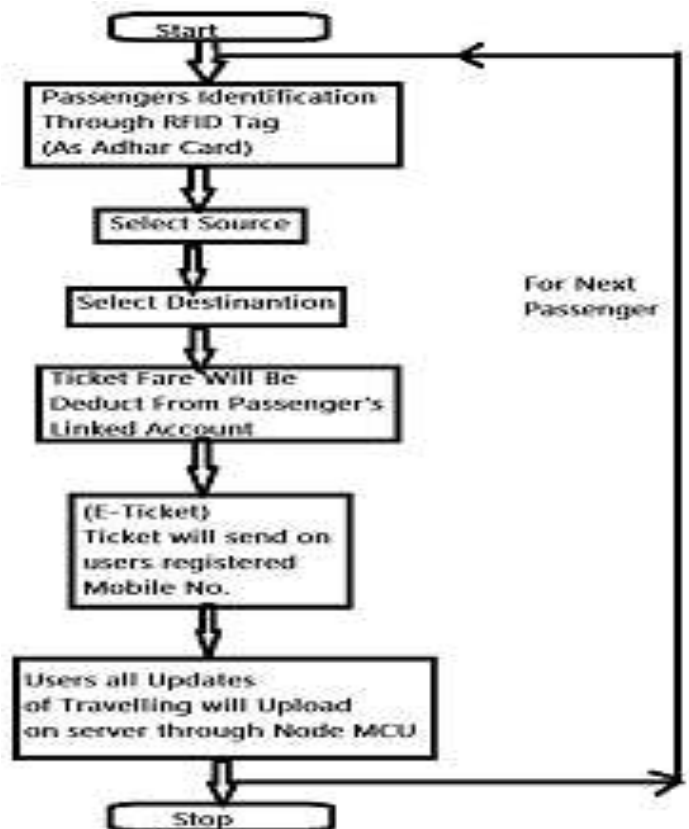 Start
Passengers Identification
Through RFID Tag
(As Adhar Card)
Select Source
Select Destinantion
For Next
Passenger
Ticket Fare Will Be
Deduct From Passenger's
Linked Account
(E-Ticket)
Ticket will send on
users registered
Mobile No.
Users all Updates
of Travelling will Upload
on server through Node MCU
Stop